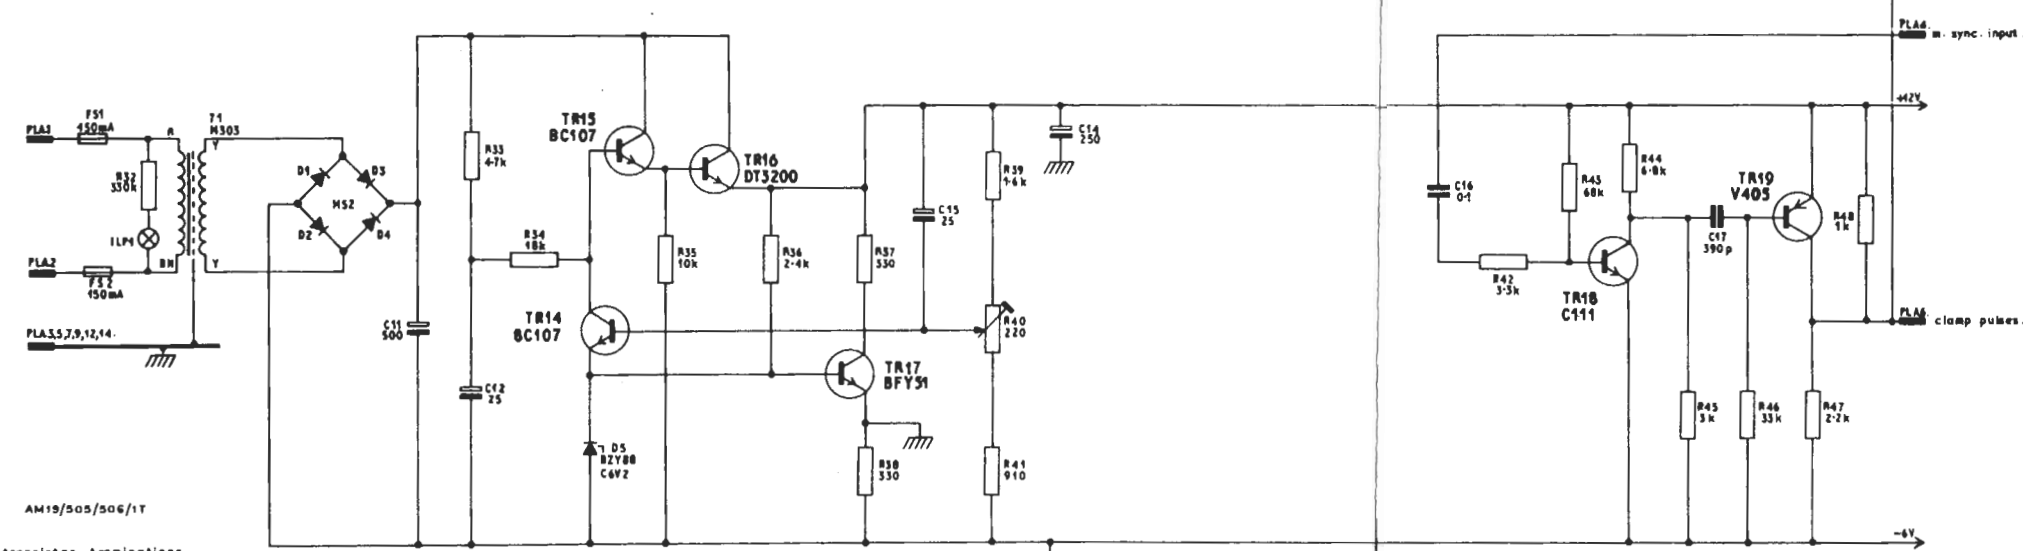 PLA1
FS1
150mA
R32
330k
ILP1
PLA2
FS2
150mA
R
BN
T1
M303
Y
Y
D1
D3
D2
D4
MS2
PLA3,5,7,9,12,14.
C11
500
R33
4·7k
C12
25
R34
18k
TR15
BC107
TR16
DT3200
TR14
BC107
R35
10k
R36
2·4k
R37
330
D5
BZY88
C6V2
TR17
BFY51
R38
330
C15
25
R39
1·6k
R40
220
R41
910
C14
250
C16
0·1
R42
3·3k
R43
68k
R44
6·8k
TR18
C111
C17
390p
TR19
V405
R45
3k
R46
33k
R47
2·2k
R48
1k
PLA4.
m. sync. input.
+12V
PLA6.
clamp pulses.
-6V
AM19/505/506/1T